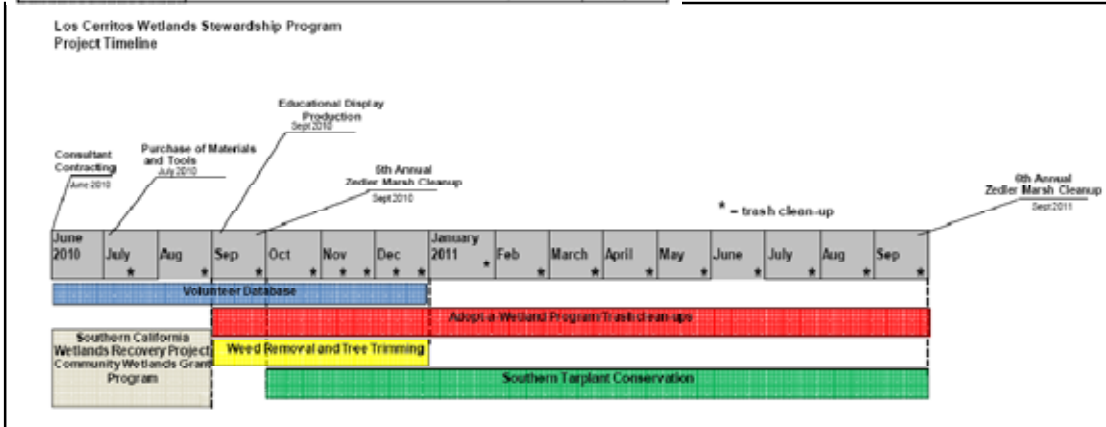 Los Cerritos Wetlands Stewardship Program
Project Timeline
Educational Display
Production
Sept 2010
Consultant
Contracting
June 2010
Purchase of Materials
and Tools
July 2010
6th Annual
Zedler Marsh Cleanup
Sept 2010
* – trash clean-up
6th Annual
Zedler Marsh Cleanup
Sept 2011
June 2010 July Aug Sep Oct Nov Dec January 2011 Feb March April May June July Aug Sep
* * * * * * * * * * * * * * * * * *
Volunteer Database
Adopt-a-Wetland Program/Trash clean-ups
Southern California
Wetlands Recovery Project
Community Wetlands Grant
Program
Weed Removal and Tree Trimming
Southern Tarplant Conservation